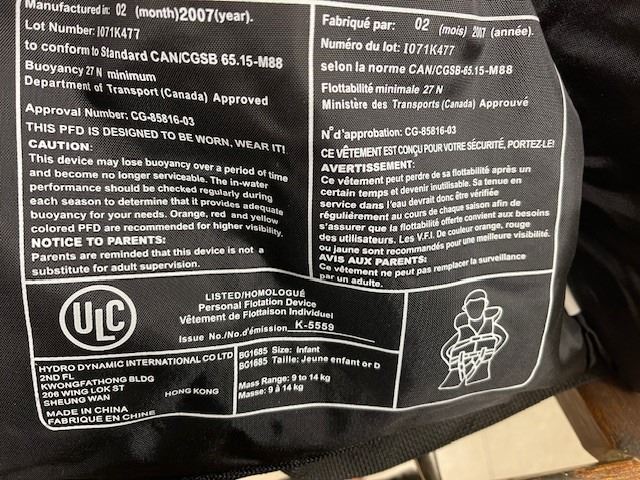 Manufactured in: 02 (month)2007(year).
Lot Number: I071K477
to conform to Standard CAN/CGSB 65.15-M88
Buoyancy 27 N minimum
Department of Transport (Canada) Approved
Approval Number: CG-85816-03
THIS PFD IS DESIGNED TO BE WORN, WEAR IT!
CAUTION:
This device may lose buoyancy over a period of time
and become no longer serviceable. The in-water
performance should be checked regularly during
each season to determine that it provides adequate
buoyancy for your needs. Orange, red and yellow
colored PFD are recommended for higher visibility.
NOTICE TO PARENTS:
Parents are reminded that this device is not a
substitute for adult supervision.
Fabriqué par: 02 (mois) 2007 (année).
Numéro du lot: I071K477
selon la norme CAN/CGSB-65.15-M88
Flottabilité minimale 27 N
Ministère des Transports (Canada) Approuvé
N°d'approbation: CG-85816-03
CE VÊTEMENT EST CONÇU POUR VOTRE SÉCURITÉ, PORTEZ-LE!
AVERTISSEMENT:
Ce vêtement peut perdre de sa flottabilité après un
certain temps et devenir inutilisable. Sa tenue en
service dans l'eau devrait donc être vérifiée
régulièrement au cours de chaque saison afin de
s'assurer que la flottabilité offerte convient aux besoins
des utilisateurs. Les V.F.I. De couleur orange, rouge
ou jaune sont recommandés pour une meilleure visibilité.
AVIS AUX PARENTS:
Ce vêtement ne peut pas remplacer la surveillance
par un adulte.
ULC
LISTED/HOMOLOGUÉ
Personal Flotation Device
Vêtement de Flottaison Individuel
Issue No./No.d'émission K-5559
HYDRO DYNAMIC INTERNATIONAL CO LTD
2ND FL
KWONGFATHONG BLDG
206 WING LOK ST
SHEUNG WAN HONG KONG
MADE IN CHINA
FABRIQUE EN CHINE
BG1685 Size: Infant
BG1685 Taille: Jeune enfant or D
Mass Range: 9 to 14 kg
Masse: 9 à 14 kg